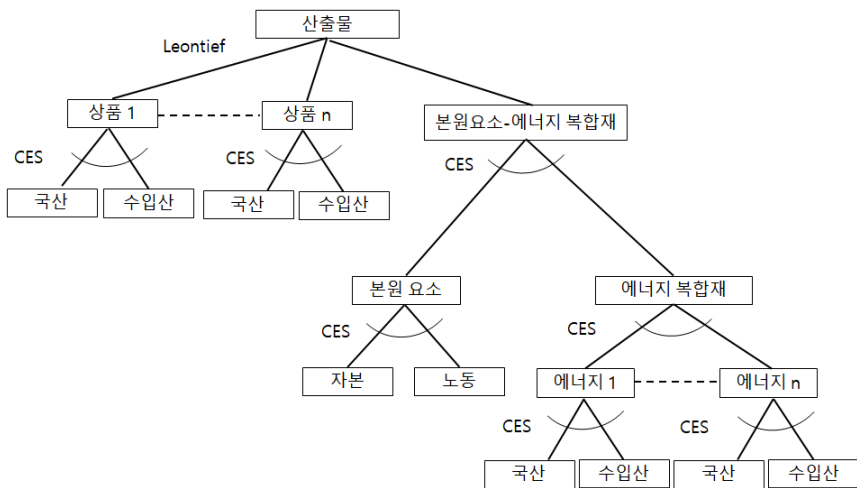 산출물
Leontief
상품 1
상품 n
본원요소-에너지 복합재
CES
CES
CES
국산
수입산
국산
수입산
본원 요소
에너지 복합재
CES
CES
자본
노동
에너지 1
에너지 n
CES
CES
국산
수입산
국산
수입산